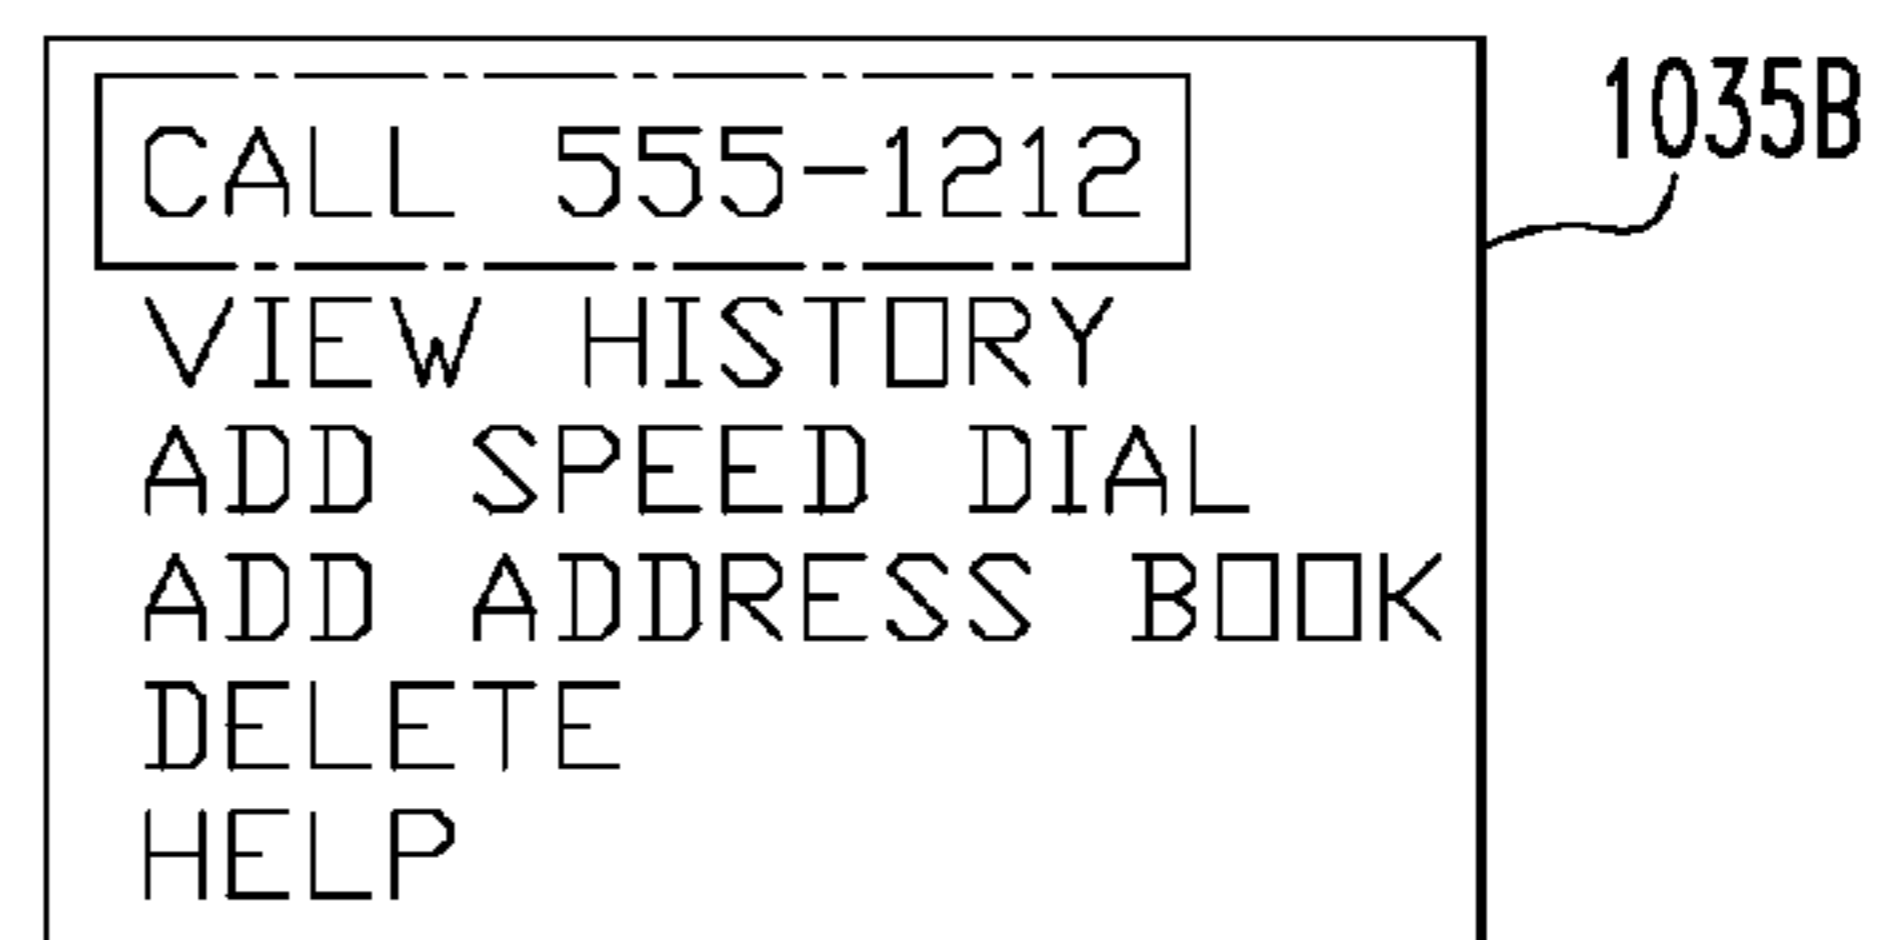 CALL 555-1212
VIEW HISTORY
ADD SPEED DIAL
ADD ADDRESS BOOK
DELETE
HELP
1035B